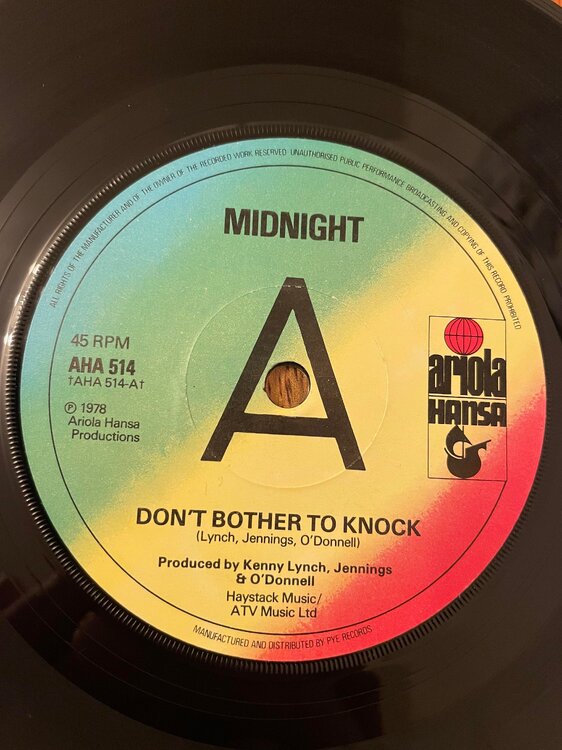 ALL RIGHTS OF THE MANUFACTURER AND OF THE OWNER OF THE RECORDED WORK RESERVED. UNAUTHORISED PUBLIC PERFORMANCE BROADCASTING AND COPYING OF THIS RECORD PROHIBITED
MIDNIGHT
A
45 RPM
AHA 514
†AHA 514-A†
℗ 1978
Ariola Hansa
Productions
ariola
HANSA
DON'T BOTHER TO KNOCK
(Lynch, Jennings, O'Donnell)
Produced by Kenny Lynch, Jennings
& O'Donnell
Haystack Music/
ATV Music Ltd
MANUFACTURED AND DISTRIBUTED BY PYE RECORDS